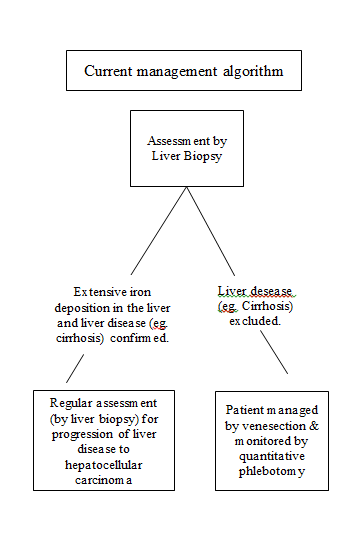 Current management algorithm
Assessment by
Liver Biopsy
Extensive iron
deposition in the liver
and liver disease (eg.
cirrhosis) confirmed.
Liver desease
(eg. Cirrhosis)
excluded.
Regular assessment
(by liver biopsy) for
progression of liver
disease to
hepatocellular
carcinoma
Patient managed
by venesection &
monitored by
quantitative
phlebotomy